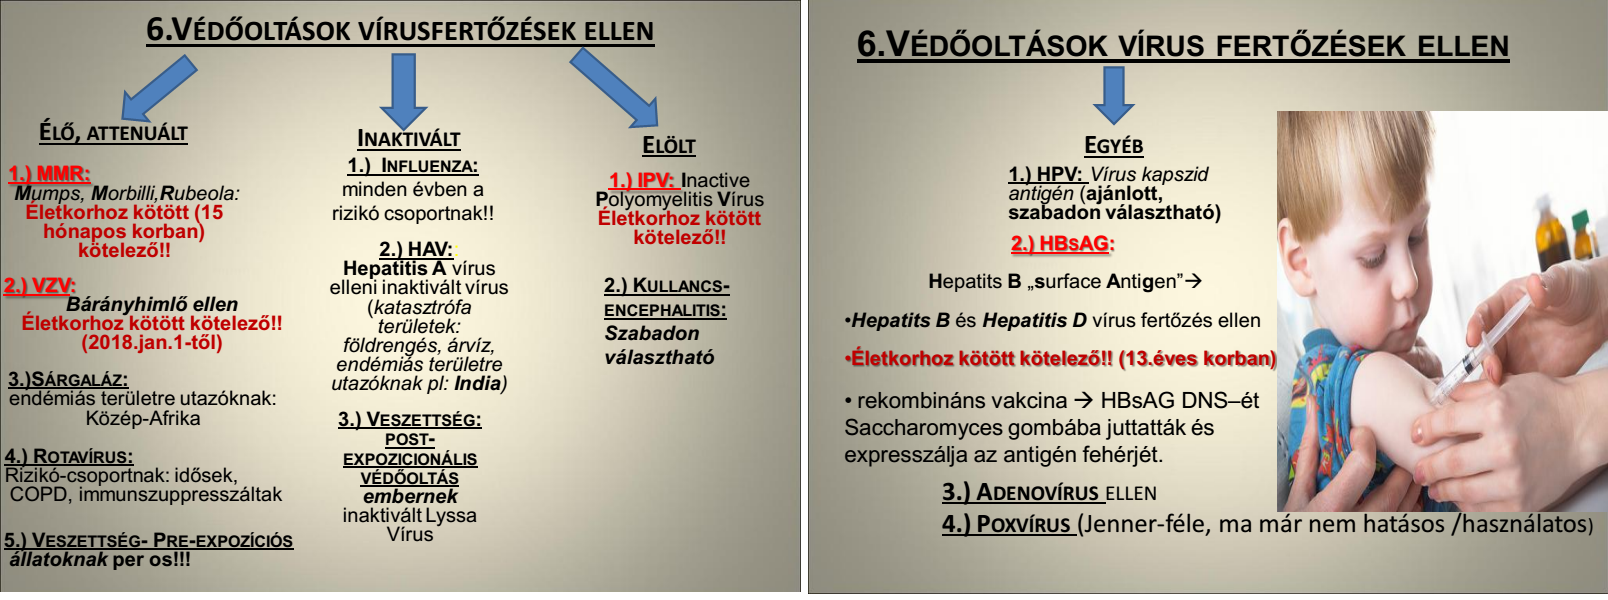 6.VÉDŐOLTÁSOK VÍRUSFERTŐZÉSEK ELLEN
ÉLŐ, ATTENUÁLT
1.) MMR:
Mumps, Morbilli,Rubeola:
Életkorhoz kötött (15
hónapos korban)
kötelező!!
2.) VZV:
Bárányhimlő ellen
Életkorhoz kötött kötelező!!
(2018.jan.1-től)
3.)SÁRGALÁZ:
endémiás területre utazóknak:
Közép-Afrika
4.) ROTAVÍRUS:
Rizikó-csoportnak: idősek,
COPD, immunszuppresszáltak
5.) VESZETTSÉG- PRE-EXPOZÍCIÓS
állatoknak per os!!!
INAKTIVÁLT
1.) INFLUENZA:
minden évben a
rizikó csoportnak!!
2.) HAV:
Hepatitis A vírus
elleni inaktivált vírus
(katasztrófa
területek:
földrengés, árvíz,
endémiás területre
utazóknak pl: India)
3.) VESZETTSÉG:
POST-
EXPOZICIONÁLIS
VÉDŐOLTÁS
embernek
inaktivált Lyssa
Vírus
ELÖLT
1.) IPV: Inactive
Polyomyelitis Vírus
Életkorhoz kötött
kötelező!!
2.) KULLANCS-
ENCEPHALITIS:
Szabadon
választható
6.VÉDŐOLTÁSOK VÍRUS FERTŐZÉSEK ELLEN
EGYÉB
1.) HPV: Vírus kapszid
antigén (ajánlott,
szabadon választható)
2.) HBSAG:
Hepatits B „surface Antigen”→
•Hepatits B és Hepatitis D vírus fertőzés ellen
•Életkorhoz kötött kötelező!! (13.éves korban)
• rekombináns vakcina → HBsAG DNS–ét
Saccharomyces gombába juttatták és
expresszálja az antigén fehérjét.
3.) ADENOVÍRUS ELLEN
4.) POXVÍRUS (Jenner-féle, ma már nem hatásos /használatos)